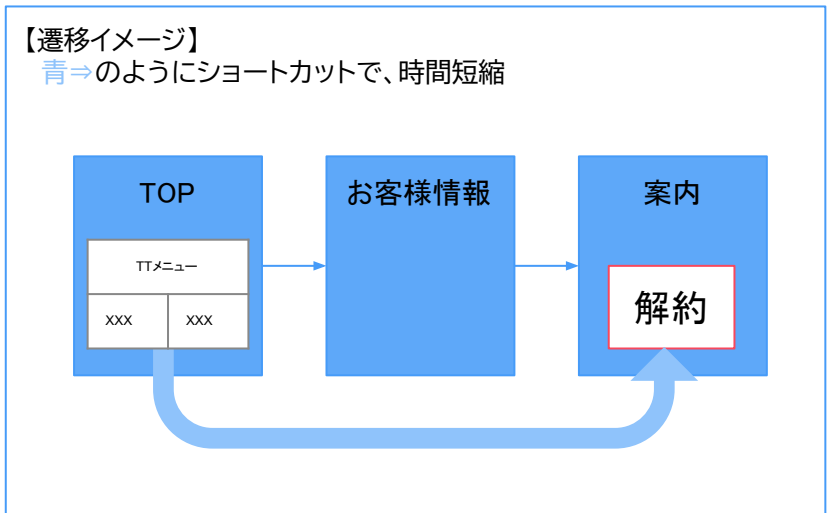 【遷移イメージ】
青⇒のようにショートカットで、時間短縮
TOP
お客様情報
案内
TTメニュー
xxx
xxx
解約